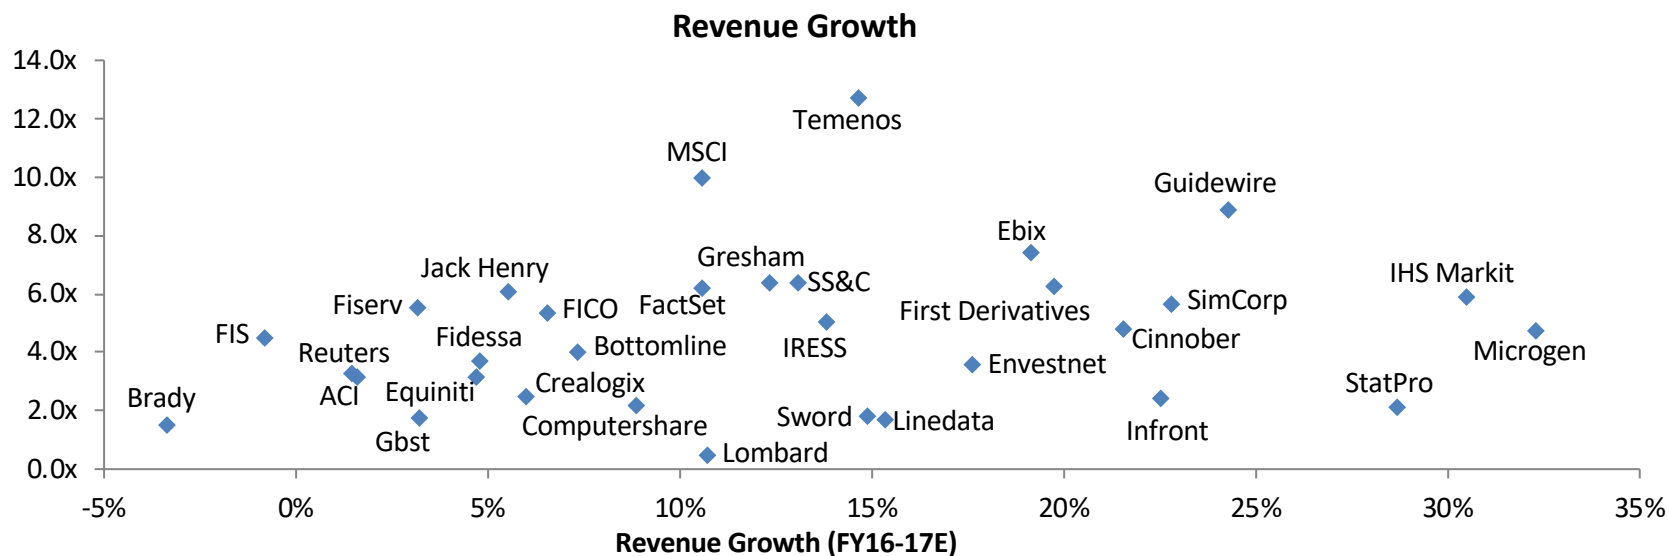 Revenue Growth
14.0x
12.0x
10.0x
8.0x
6.0x
4.0x
2.0x
0.0x
Temenos
MSCI
Guidewire
Ebix
Gresham
SS&C
Jack Henry
IHS Markit
FactSet
First Derivatives
SimCorp
Fiserv
FICO
FIS
Fidessa
Bottomline
IRESS
Cinnober
Microgen
Reuters
ACI
Equiniti
Crealogix
Envestnet
StatPro
Brady
Gbst
Computershare
Sword
Linedata
Infront
Lombard
-5% 0% 5% 10% 15% 20% 25% 30% 35%
Revenue Growth (FY16-17E)